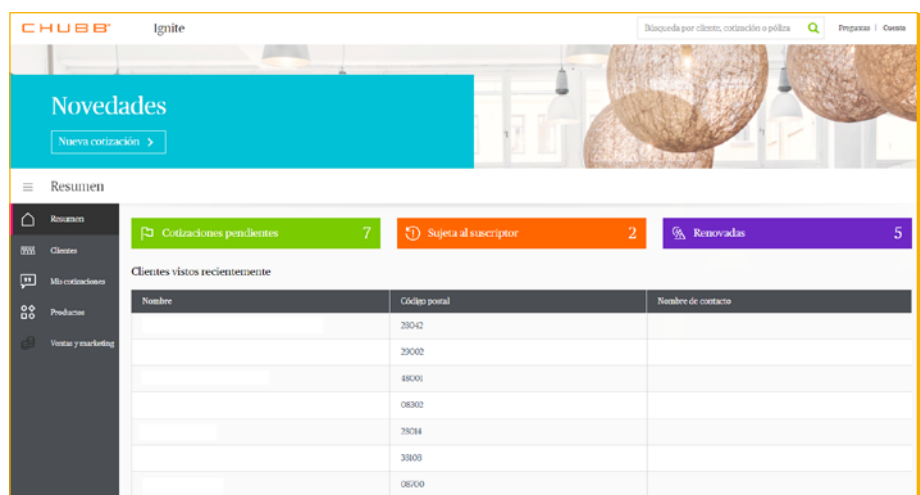 CHUBB® Ignite Búsqueda por cliente, cotización o póliza Preguntas | Cuenta
Novedades
Nueva cotización >
Resumen
Resumen
Clientes
Mis cotizaciones
Productos
Ventas y marketing
Cotizaciones pendientes 7
Sujeta al suscriptor 2
Renovadas 5
Clientes vistos recientemente
Nombre Código postal Nombre de contacto
28042
29002
48001
08302
28014
38108
08700